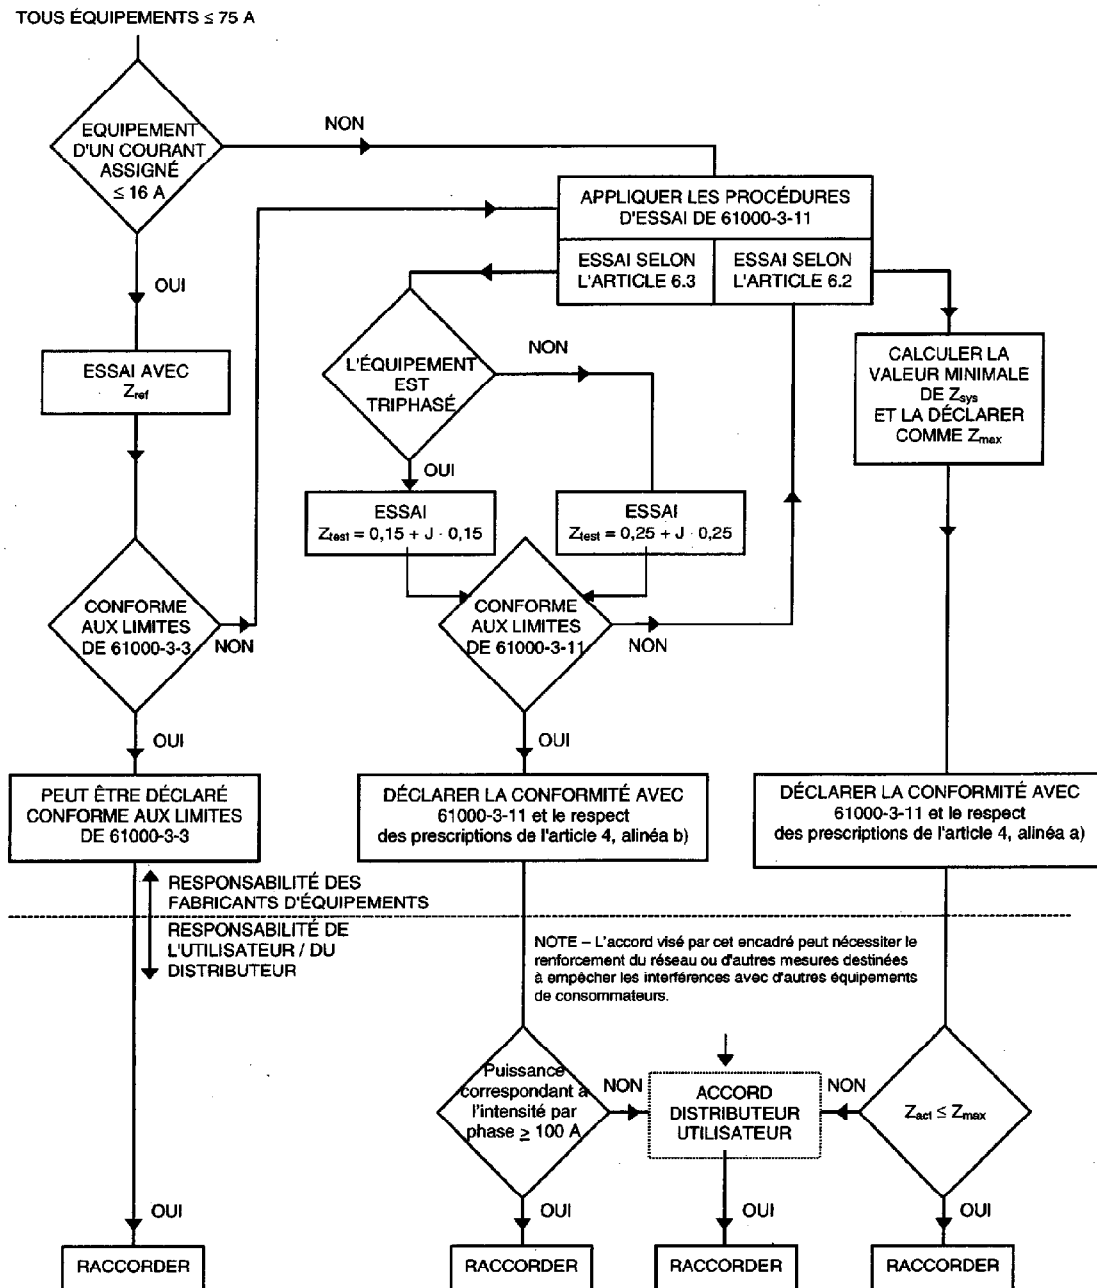 TOUS ÉQUIPEMENTS ≤ 75 A
EQUIPEMENT
D'UN COURANT
ASSIGNÉ
≤ 16 A
NON
OUI
APPLIQUER LES PROCÉDURES
D'ESSAI DE 61000-3-11
ESSAI SELON
L'ARTICLE 6.3
ESSAI SELON
L'ARTICLE 6.2
ESSAI AVEC
Zref
L'ÉQUIPEMENT
EST
TRIPHASÉ
NON
OUI
CALCULER LA
VALEUR MINIMALE
DE Zsys
ET LA DÉCLARER
COMME Zmax
ESSAI
Ztest = 0,15 + J · 0,15
ESSAI
Ztest = 0,25 + J · 0,25
CONFORME
AUX LIMITES
DE 61000-3-3
NON
OUI
CONFORME
AUX LIMITES
DE 61000-3-11
NON
OUI
PEUT ÊTRE DÉCLARÉ
CONFORME AUX LIMITES
DE 61000-3-3
DÉCLARER LA CONFORMITÉ AVEC
61000-3-11 et le respect
des prescriptions de l'article 4, alinéa b)
DÉCLARER LA CONFORMITÉ AVEC
61000-3-11 et le respect
des prescriptions de l'article 4, alinéa a)
RESPONSABILITÉ DES
FABRICANTS D'ÉQUIPEMENTS
RESPONSABILITÉ DE
L'UTILISATEUR / DU
DISTRIBUTEUR
NOTE – L'accord visé par cet encadré peut nécessiter le
renforcement du réseau ou d'autres mesures destinées
à empêcher les interférences avec d'autres équipements
de consommateurs.
Puissance
correspondant à
l'intensité par
phase ≥ 100 A
NON
ACCORD
DISTRIBUTEUR
UTILISATEUR
NON
Zact ≤ Zmax
OUI
OUI
OUI
OUI
RACCORDER
RACCORDER
RACCORDER
RACCORDER